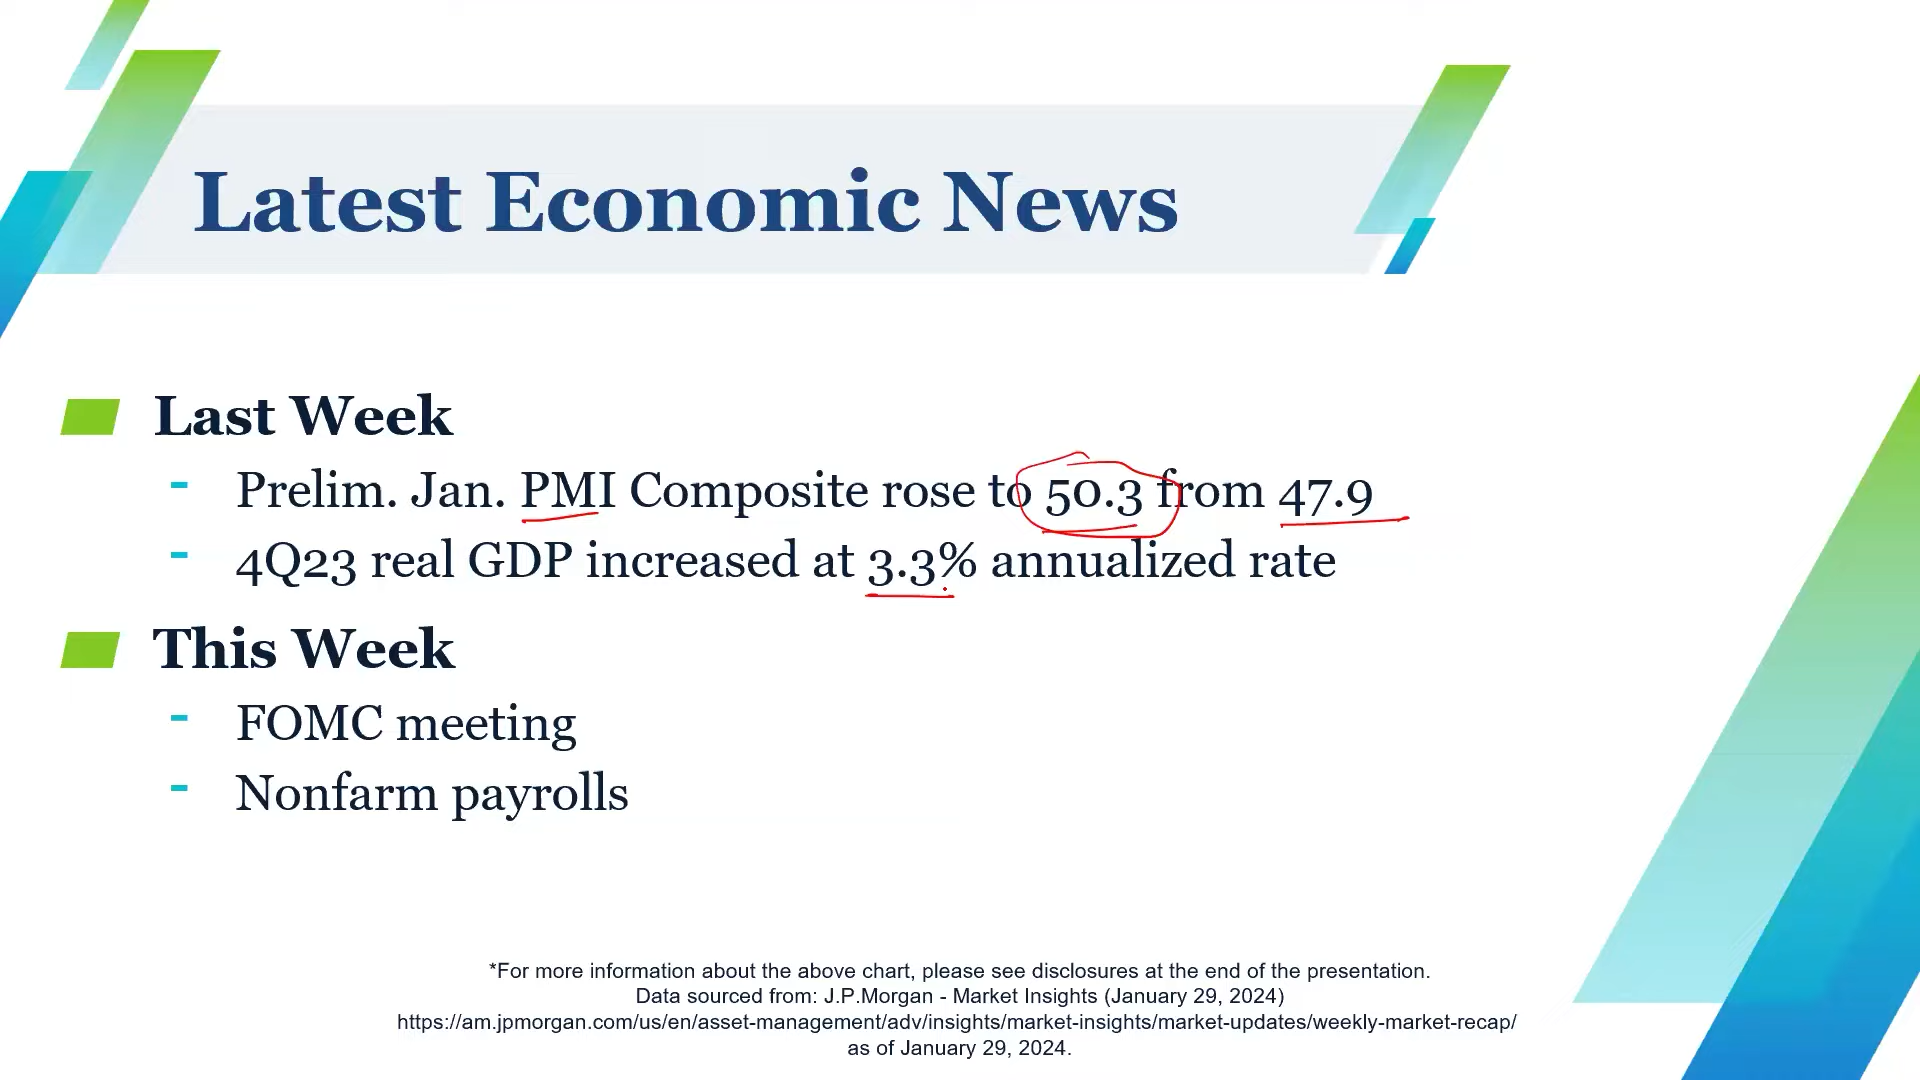 Latest Economic News
Last Week
- Prelim. Jan. PMI Composite rose to 50.3 from 47.9
- 4Q23 real GDP increased at 3.3% annualized rate
This Week
- FOMC meeting
- Nonfarm payrolls
*For more information about the above chart, please see disclosures at the end of the presentation.
Data sourced from: J.P.Morgan - Market Insights (January 29, 2024)
https://am.jpmorgan.com/us/en/asset-management/adv/insights/market-insights/market-updates/weekly-market-recap/
as of January 29, 2024.